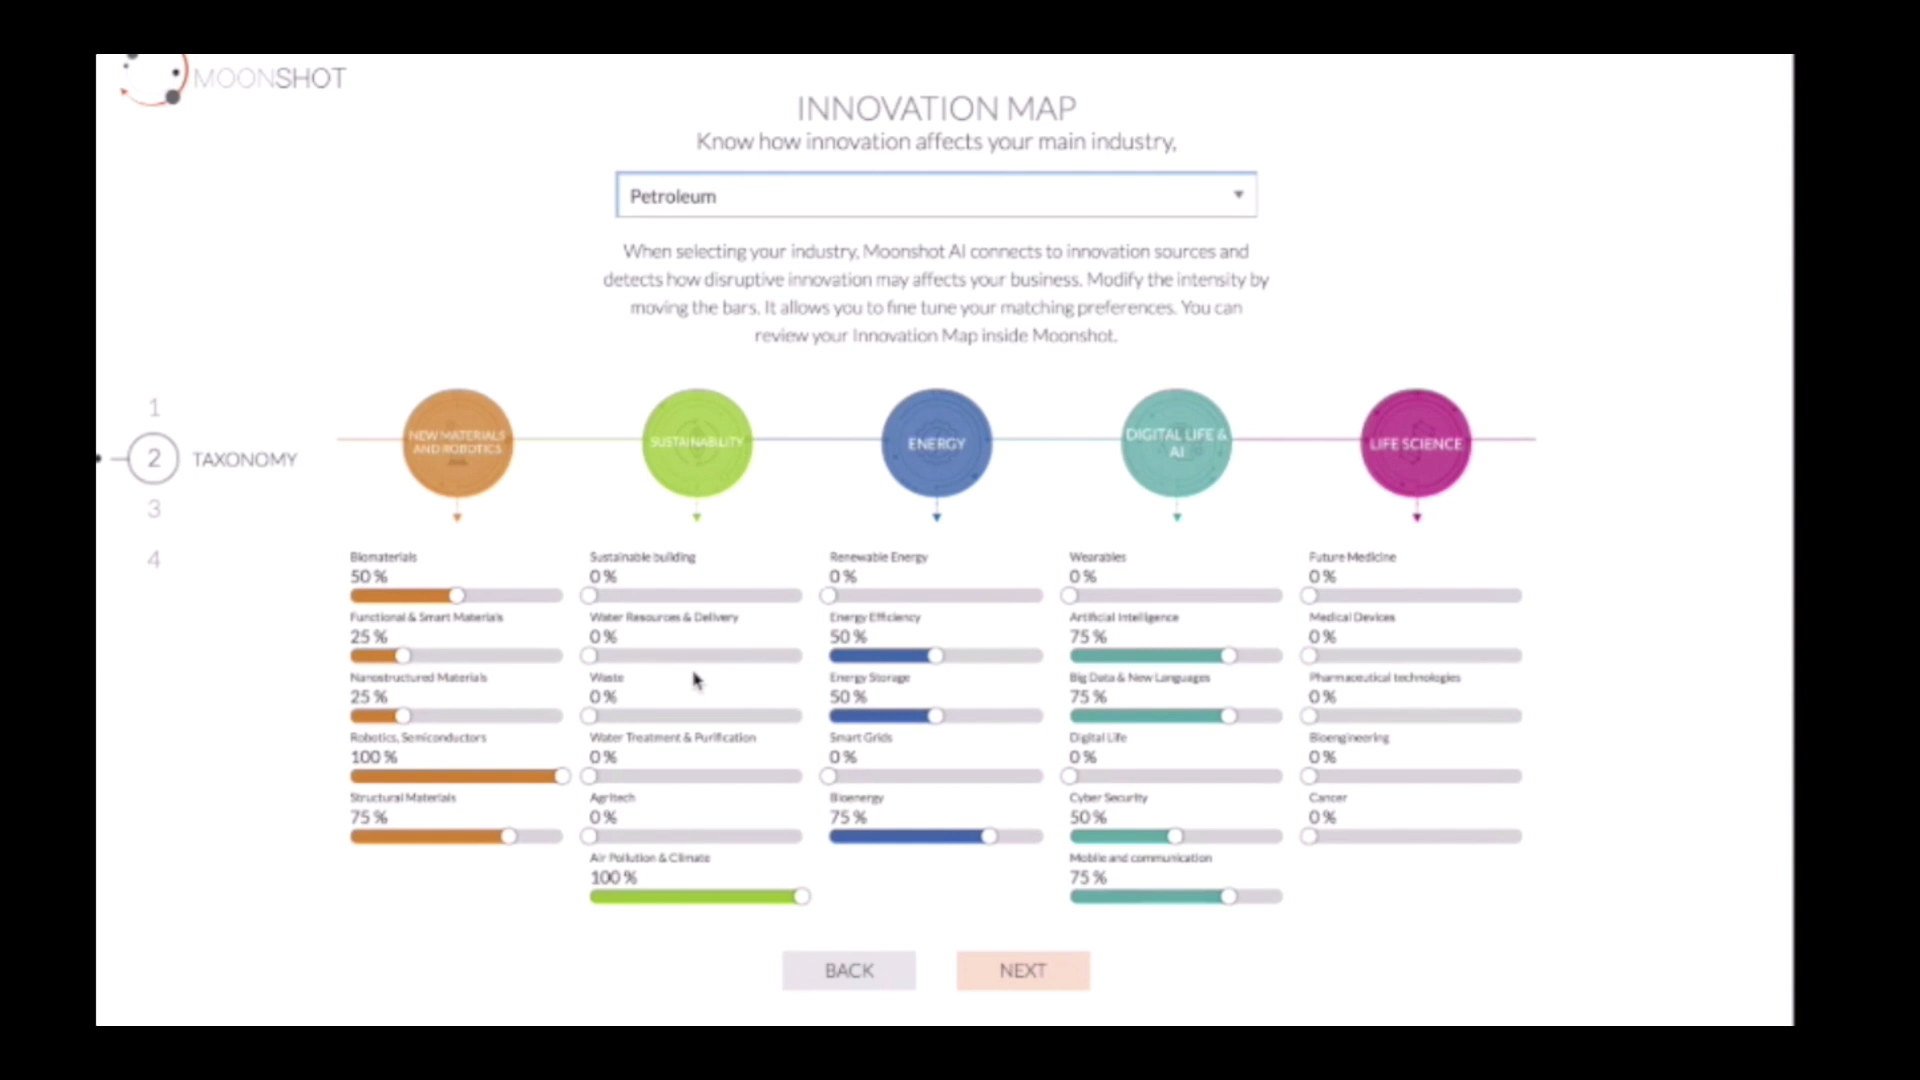 MOONSHOT
INNOVATION MAP
Know how innovation affects your main industry,
Petroleum
When selecting your industry, Moonshot AI connects to innovation sources and
detects how disruptive innovation may affects your business. Modify the intensity by
moving the bars. It allows you to fine tune your matching preferences. You can
review your Innovation Map inside Moonshot.
1
2 TAXONOMY
3
4
NEW MATERIALS
AND ROBOTICS
Biomaterials
50 %
Functional & Smart Materials
25 %
Nanostructured Materials
25 %
Robotics, Semiconductors
100 %
Structural Materials
75 %
SUSTAINABILITY
Sustainable building
0 %
Water Resources & Delivery
0 %
Waste
0 %
Water Treatment & Purification
0 %
Agritech
0 %
Air Pollution & Climate
100 %
ENERGY
Renewable Energy
0 %
Energy Efficiency
50 %
Energy Storage
50 %
Smart Grids
0 %
Bioenergy
75 %
DIGITAL LIFE &
AI
Wearables
0 %
Artificial Intelligence
75 %
Big Data & New Languages
75 %
Digital Life
0 %
Cyber Security
50 %
Mobile and communication
75 %
LIFE SCIENCE
Future Medicine
0 %
Medical Devices
0 %
Pharmaceutical technologies
0 %
Bioengineering
0 %
Cancer
0 %
BACK
NEXT